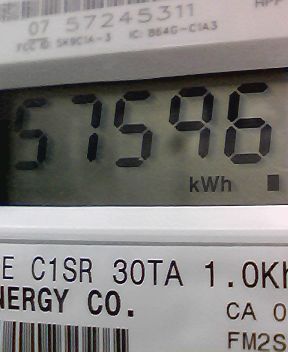 07 57245311
FCC ID: SK9C1A-3 IC: 864G-C1A3
57596
kWh
E C1SR 30TA 1.0Kh
NERGY CO.
CA 0
FM2S